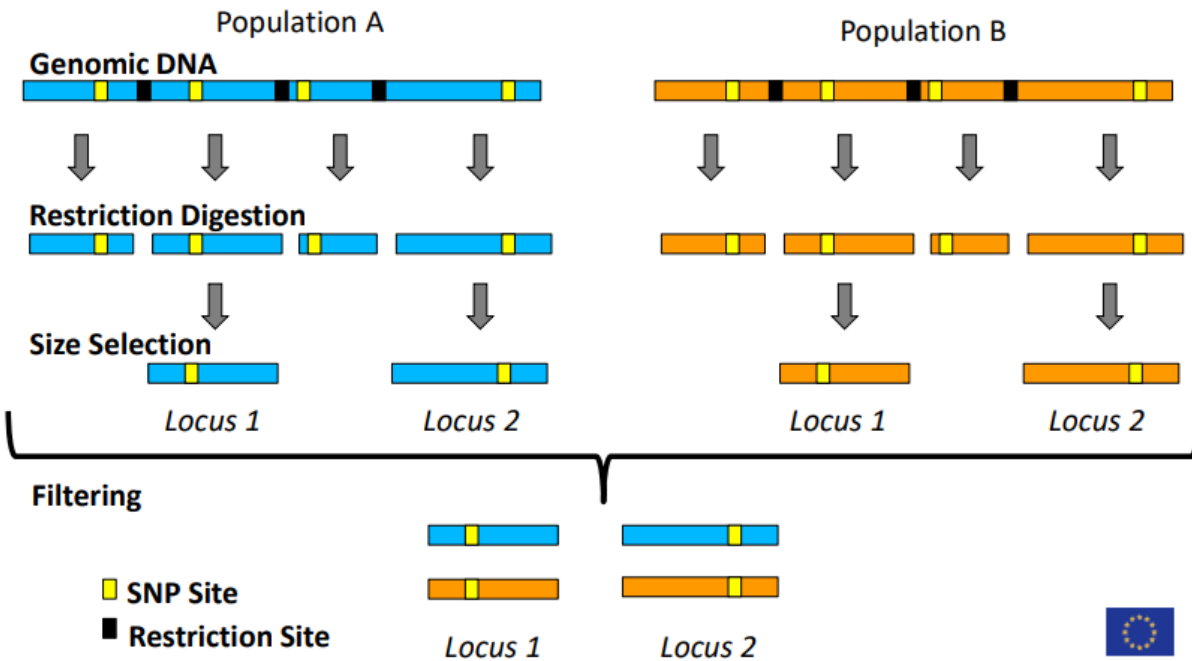 Population A
Population B
Genomic DNA
Restriction Digestion
Size Selection
Locus 1
Locus 2
Locus 1
Locus 2
Filtering
SNP Site
Restriction Site
Locus 1
Locus 2